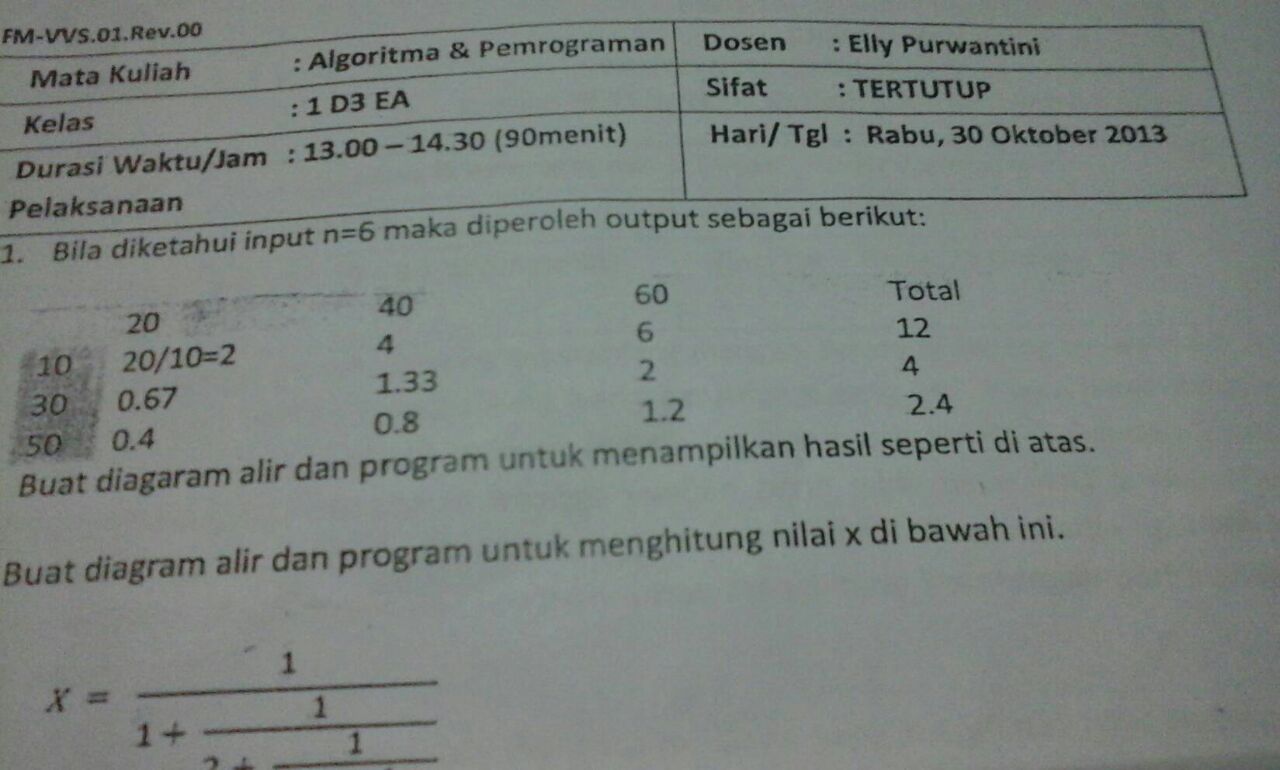 FM-VVS.01.Rev.00
Mata Kuliah : Algoritma & Pemrograman Dosen : Elly Purwantini
Kelas : 1 D3 EA Sifat : TERTUTUP
Durasi Waktu/Jam : 13.00 – 14.30 (90menit) Hari/ Tgl : Rabu, 30 Oktober 2013
Pelaksanaan
1. Bila diketahui input n=6 maka diperoleh output sebagai berikut:
20 40 60 Total
10 20/10=2 4 6 12
30 0.67 1.33 2 4
50 0.4 0.8 1.2 2.4
Buat diagaram alir dan program untuk menampilkan hasil seperti di atas.
Buat diagram alir dan program untuk menghitung nilai x di bawah ini.
1
X =
1
1 +
1